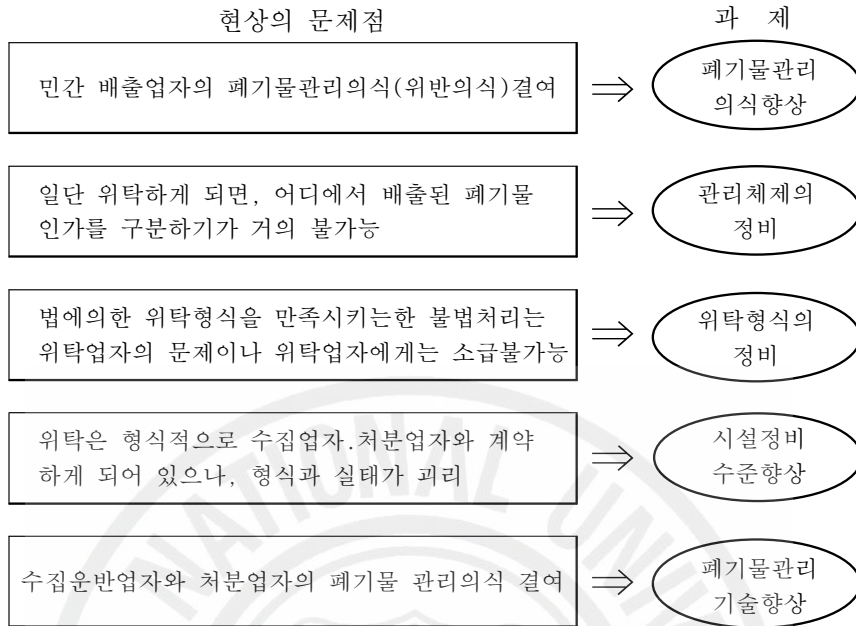 현상의 문제점
과 제
민간 배출업자의 폐기물관리의식(위반의식)결여
폐기물관리
의식향상
일단 위탁하게 되면, 어디에서 배출된 폐기물
인가를 구분하기가 거의 불가능
관리체제의
정비
법에의한 위탁형식을 만족시키는한 불법처리는
위탁업자의 문제이나 위탁업자에게는 소급불가능
위탁형식의
정비
위탁은 형식적으로 수집업자.처분업자와 계약
하게 되어 있으나, 형식과 실태가 괴리
시설정비
수준향상
수집운반업자와 처분업자의 폐기물 관리의식 결여
폐기물관리
기술향상
NATIONAL UNI